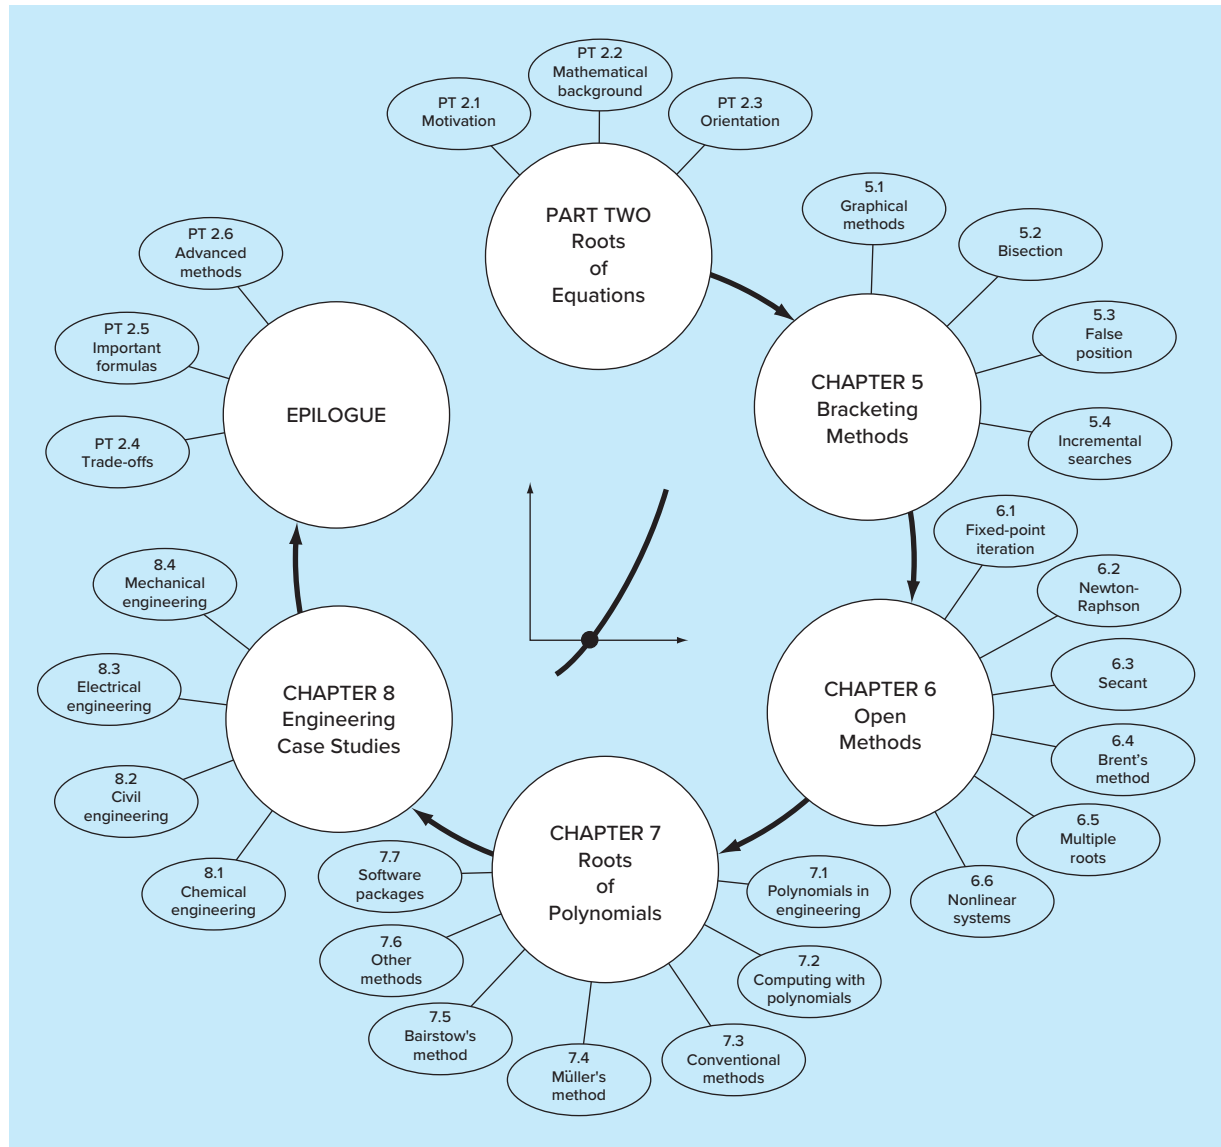 PT 2.1
Motivation
PT 2.2
Mathematical
background
PT 2.3
Orientation
PART TWO
Roots
of
Equations
5.1
Graphical
methods
5.2
Bisection
5.3
False
position
5.4
Incremental
searches
CHAPTER 5
Bracketing
Methods
6.1
Fixed-point
iteration
6.2
Newton-
Raphson
6.3
Secant
6.4
Brent's
method
6.5
Multiple
roots
6.6
Nonlinear
systems
CHAPTER 6
Open
Methods
CHAPTER 7
Roots
of
Polynomials
7.1
Polynomials in
engineering
7.2
Computing with
polynomials
7.3
Conventional
methods
7.4
Müller's
method
7.5
Bairstow's
method
7.6
Other
methods
7.7
Software
packages
CHAPTER 8
Engineering
Case Studies
8.1
Chemical
engineering
8.2
Civil
engineering
8.3
Electrical
engineering
8.4
Mechanical
engineering
EPILOGUE
PT 2.4
Trade-offs
PT 2.5
Important
formulas
PT 2.6
Advanced
methods